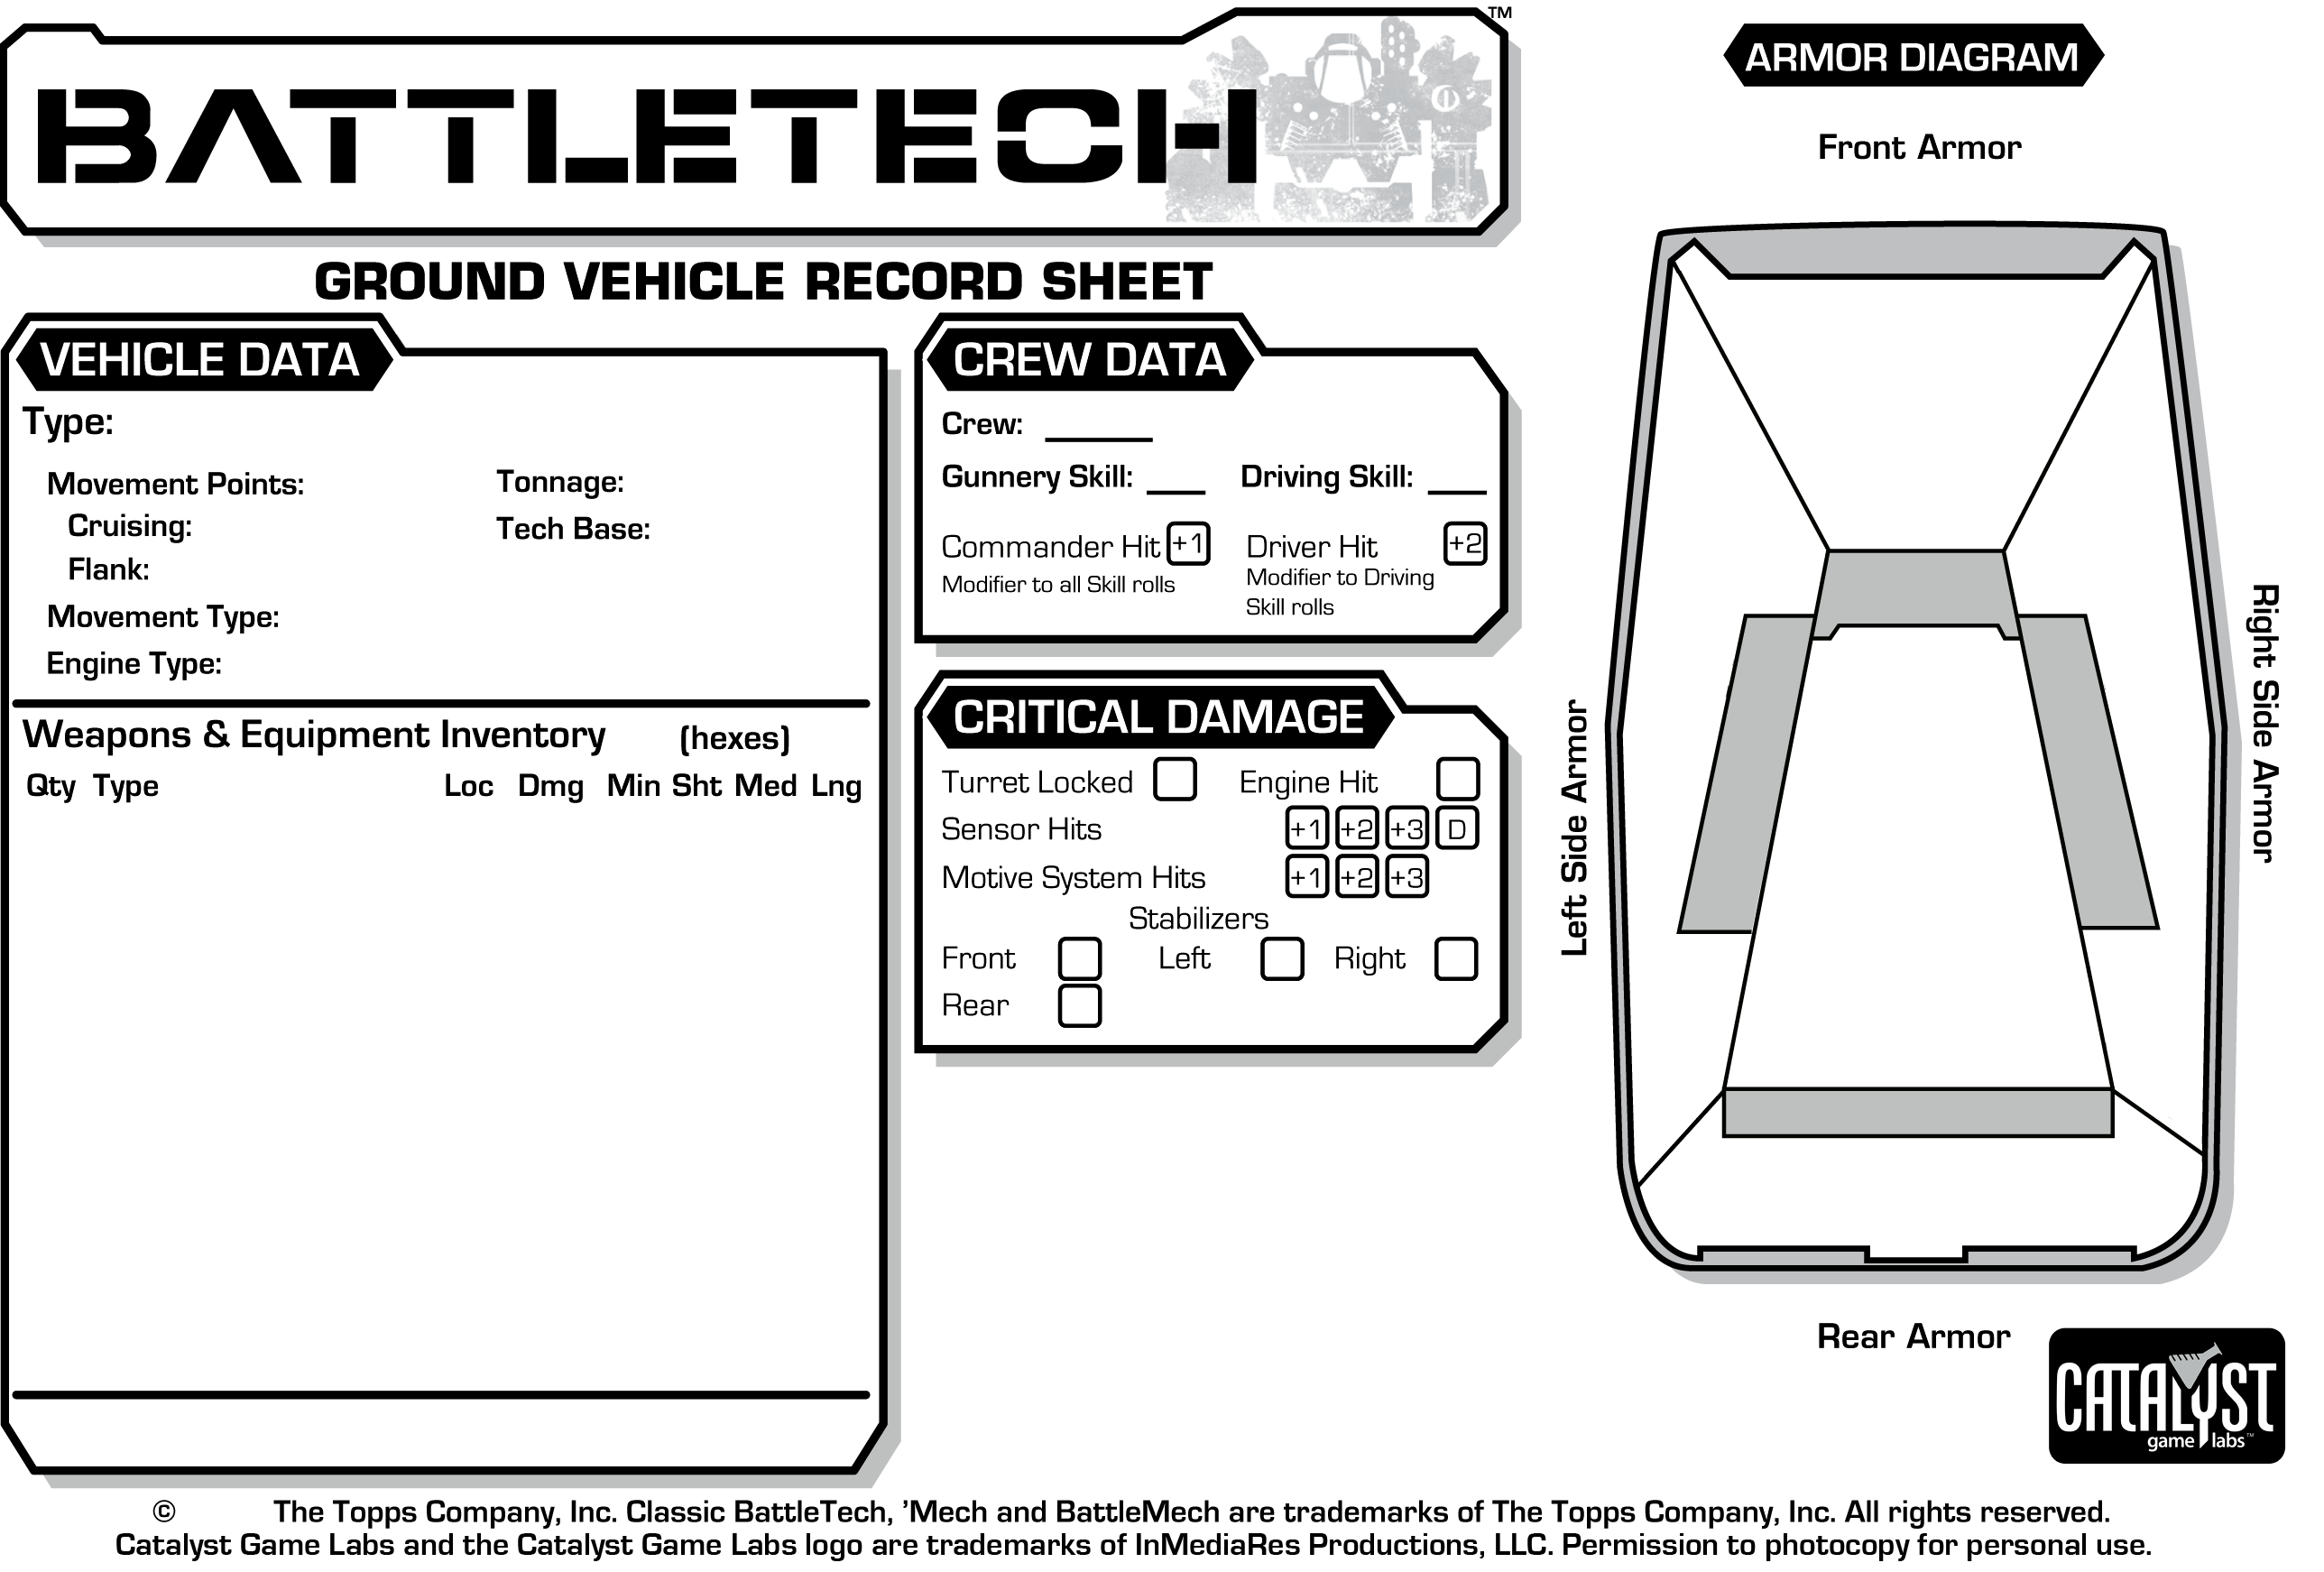 BATTLETECH™
GROUND VEHICLE RECORD SHEET
VEHICLE DATA
Type:
Movement Points:
Tonnage:
Cruising:
Tech Base:
Flank:
Movement Type:
Engine Type:
Weapons & Equipment Inventory (hexes)
Qty Type Loc Dmg Min Sht Med Lng
CREW DATA
Crew: ______
Gunnery Skill: ___ Driving Skill: ___
Commander Hit +1 Driver Hit +2
Modifier to all Skill rolls
Modifier to Driving
Skill rolls
CRITICAL DAMAGE
Turret Locked Engine Hit
Sensor Hits +1 +2 +3 D
Motive System Hits +1 +2 +3
Stabilizers
Front Left Right
Rear
ARMOR DIAGRAM
Front Armor
Left Side Armor
Right Side Armor
Rear Armor
CATALYST
game labs™
© The Topps Company, Inc. Classic BattleTech, ’Mech and BattleMech are trademarks of The Topps Company, Inc. All rights reserved.
Catalyst Game Labs and the Catalyst Game Labs logo are trademarks of InMediaRes Productions, LLC. Permission to photocopy for personal use.